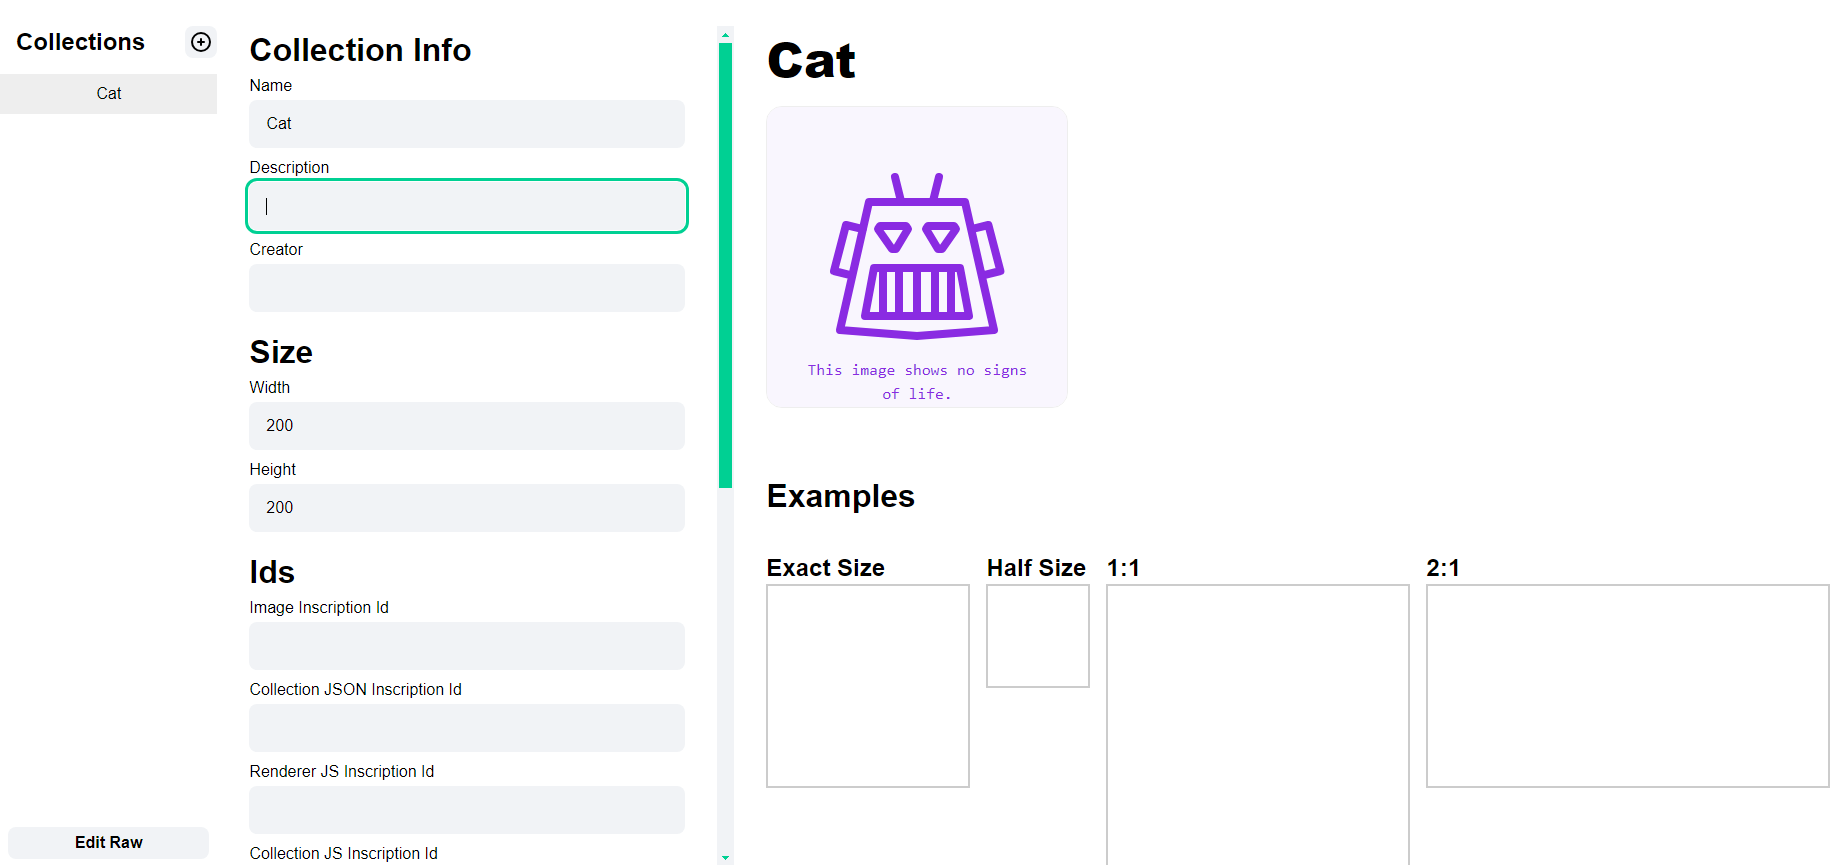 Collections
Cat
Edit Raw
Collection Info
Name
Cat
Description
Creator
Size
Width
200
Height
200
Ids
Image Inscription Id
Collection JSON Inscription Id
Renderer JS Inscription Id
Collection JS Inscription Id
Cat
This image shows no signs
of life.
Examples
Exact Size
Half Size
1:1
2:1